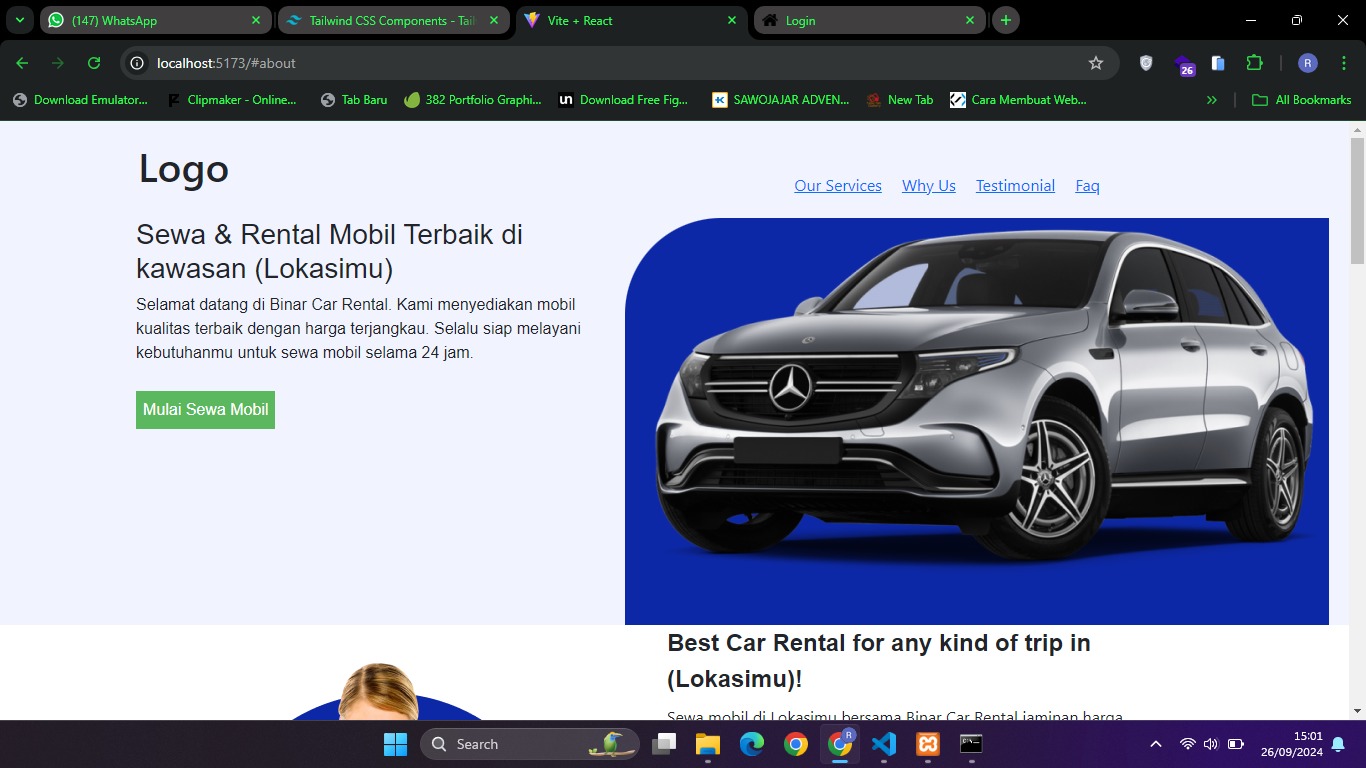 (147) WhatsApp
Tailwind CSS Components - Tail
Vite + React
Login
localhost:5173/#about
26
R
Download Emulator...
Clipmaker - Online...
Tab Baru
382 Portfolio Graphi...
un
Download Free Fig...
SAWOJAJAR ADVEN...
New Tab
Cara Membuat Web...
All Bookmarks
Logo
Our Services
Why Us
Testimonial
Faq
Sewa & Rental Mobil Terbaik di
kawasan (Lokasimu)
Selamat datang di Binar Car Rental. Kami menyediakan mobil
kualitas terbaik dengan harga terjangkau. Selalu siap melayani
kebutuhanmu untuk sewa mobil selama 24 jam.
Mulai Sewa Mobil
Best Car Rental for any kind of trip in
(Lokasimu)!
Sewa mobil di Lokasimu bersama Binar Car Rental jaminan harga
Search
R
15:01
26/09/2024